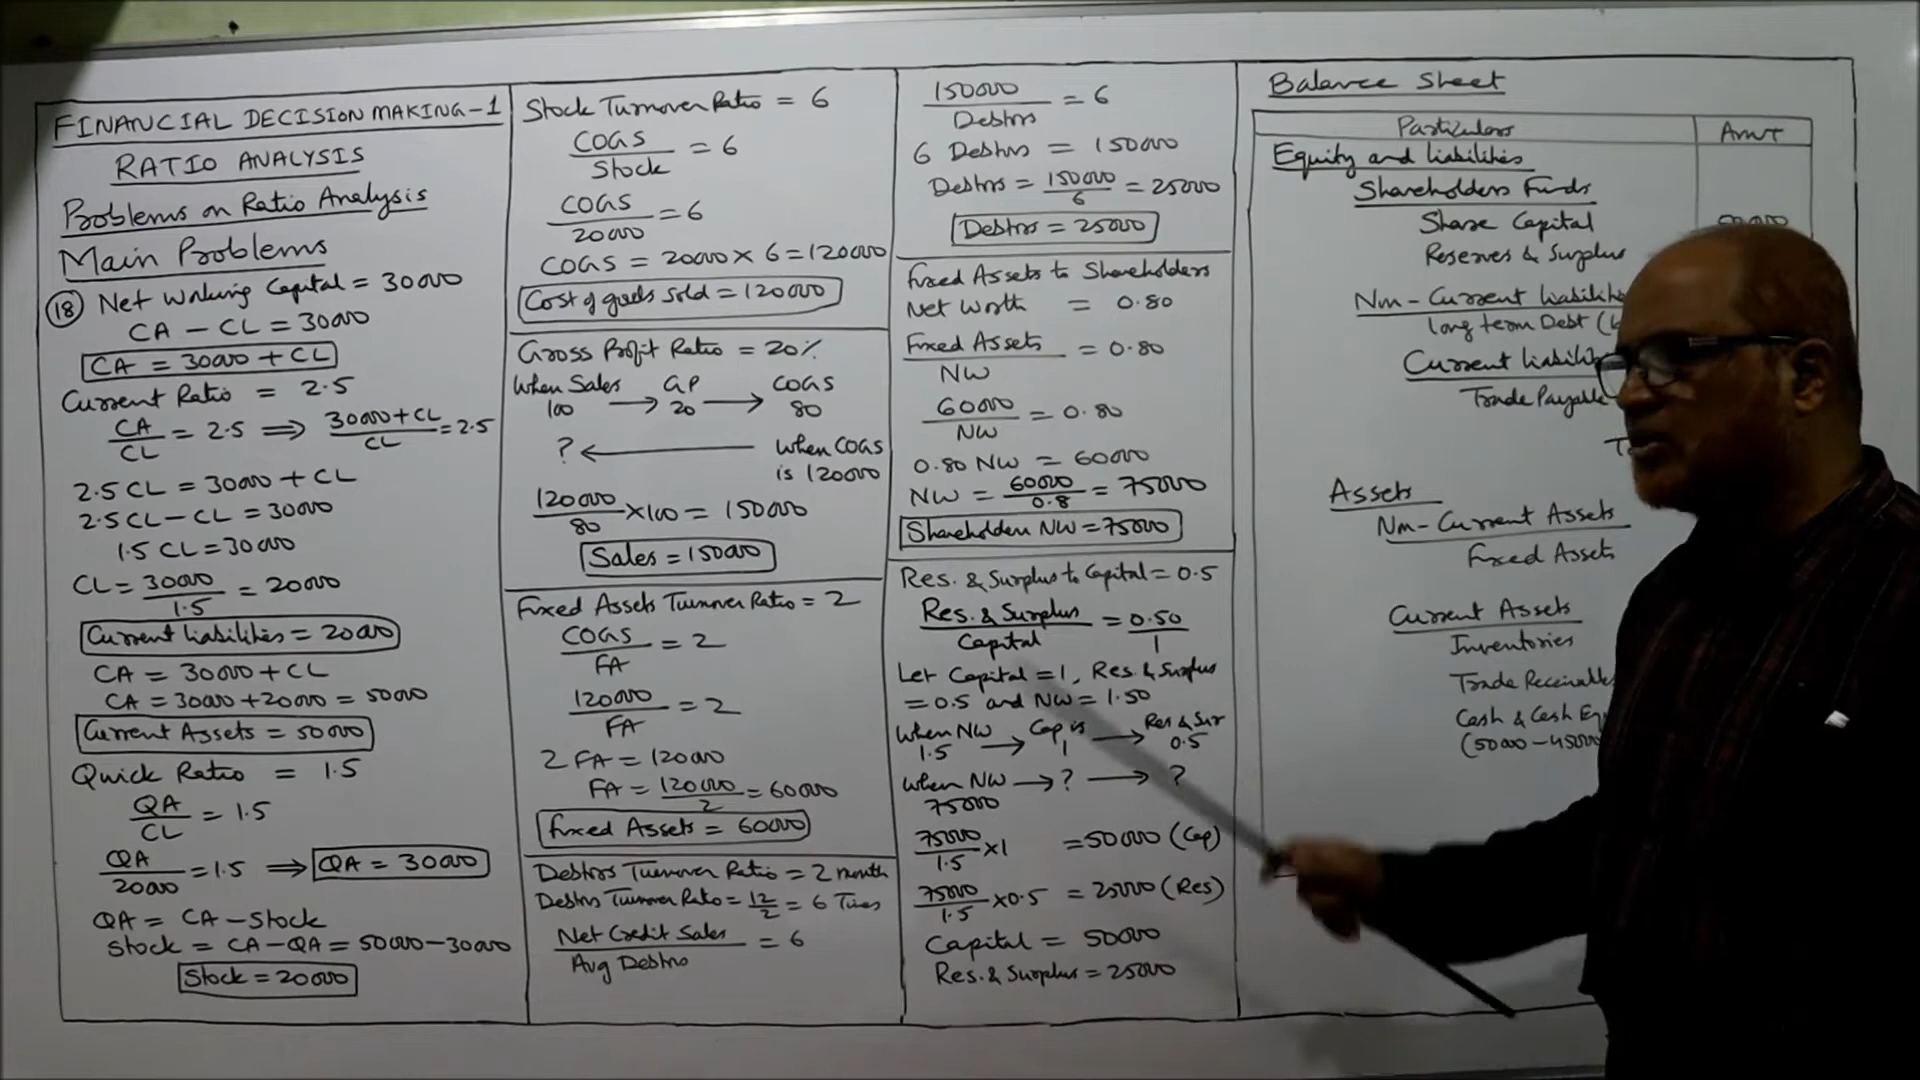 FINANCIAL DECISION MAKING-1
RATIO ANALYSIS
Problems on Ratio Analysis
Main Problems
18 Net Working Capital = 30000
CA - CL = 30000
CA = 30000 + CL
Current Ratio = 2.5
CA/CL = 2.5 ⇒ 30000+CL/CL = 2.5
2.5 CL = 30000 + CL
2.5 CL - CL = 30000
1.5 CL = 30000
CL = 30000/1.5 = 20000
Current liabilities = 20000
CA = 30000 + CL
CA = 30000 + 20000 = 50000
Current Assets = 50000
Quick Ratio = 1.5
QA/CL = 1.5
QA/20000 = 1.5 ⇒ QA = 30000
QA = CA - Stock
Stock = CA - QA = 50000 - 30000
Stock = 20000
Stock Turnover Ratio = 6
COGS/Stock = 6
COGS/20000 = 6
COGS = 20000 × 6 = 120000
Cost of goods sold = 120000
Gross Profit Ratio = 20%
When Sales → GP → COGS
100 20 80
? ← When COGS
is 120000
120000/80 × 100 = 150000
Sales = 150000
Fixed Assets Turnover Ratio = 2
COGS/FA = 2
120000/FA = 2
2 FA = 120000
FA = 120000/2 = 60000
Fixed Assets = 60000
Debtors Turnover Ratio = 2 month
Debtors Turnover Ratio = 12/2 = 6 Times
Net Credit Sales/Avg Debtors = 6
150000/Debtors = 6
6 Debtors = 150000
Debtors = 150000/6 = 25000
Debtors = 25000
Fixed Assets to Shareholders
Net Worth = 0.80
Fixed Assets/NW = 0.80
60000/NW = 0.80
0.80 NW = 60000
NW = 60000/0.8 = 75000
Shareholders NW = 75000
Res. & Surplus to Capital = 0.5
Res. & Surplus/Capital = 0.50/1
Let Capital = 1, Res. & Surplus
= 0.5 and NW = 1.50
When NW → Cap is → Res & Sur
1.5 1 0.5
When NW → ? → ?
75000
75000/1.5 × 1 = 50000 (Cap)
75000/1.5 × 0.5 = 25000 (Res)
Capital = 50000
Res. & Surplus = 25000
Balance Sheet
Particulars Amt
Equity and liabilities
Shareholders Funds
Share Capital
Reserves & Surplus
Non-Current
long term Debt
Current
Trade Payable
Assets
Non-Current Assets
Fixed Assets
Current Assets
Inventories
Trade
Cash & Cash
(50000 - 45000